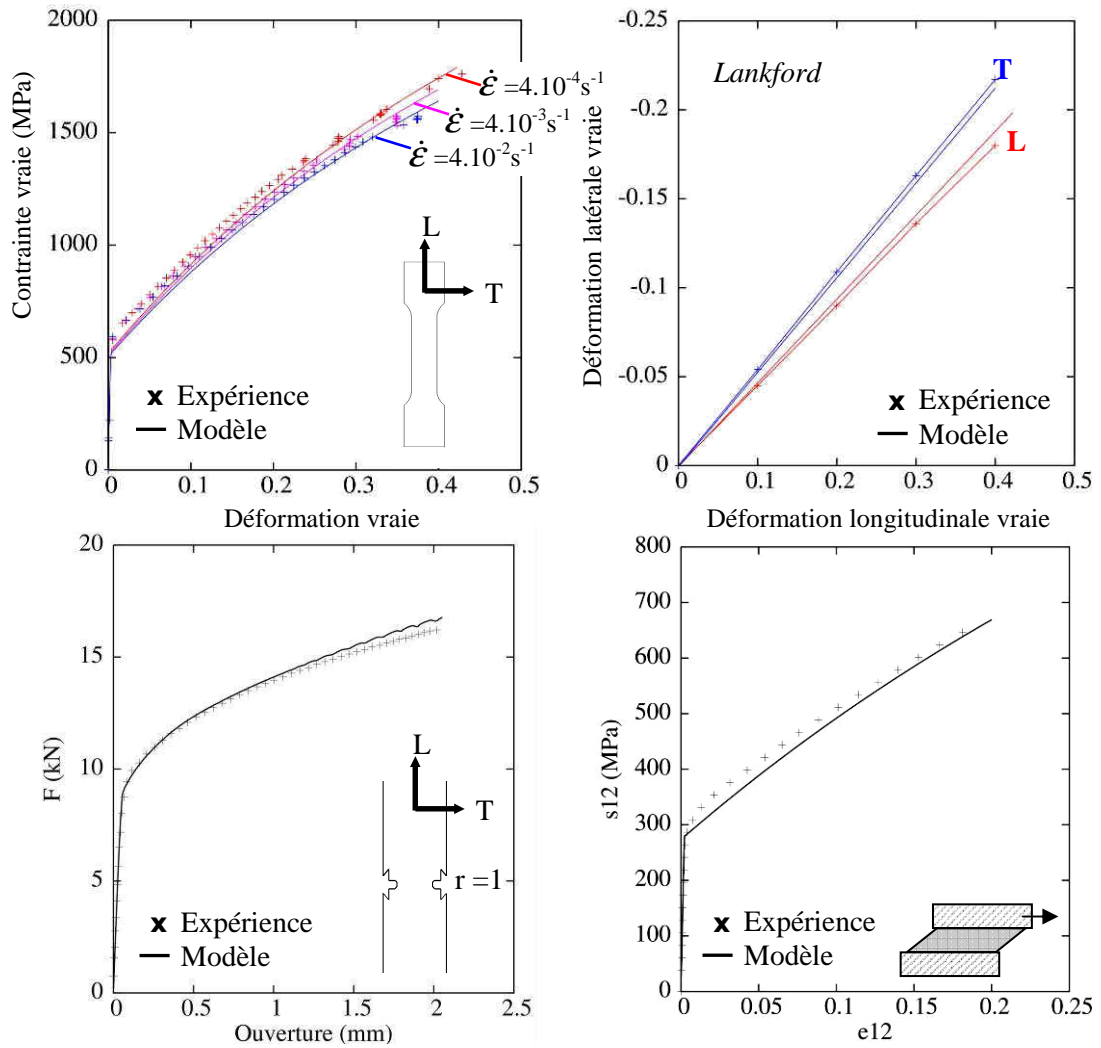 2000
1500
1000
500
0
Contrainte vraie (MPa)
ε̇ =4.10⁻⁴s⁻¹
ε̇ =4.10⁻³s⁻¹
ε̇ =4.10⁻²s⁻¹
L
T
x Expérience
Modèle
0 0.1 0.2 0.3 0.4 0.5
Déformation vraie
-0.25
-0.2
-0.15
-0.1
-0.05
0
Déformation latérale vraie
Lankford
T
L
x Expérience
Modèle
0 0.1 0.2 0.3 0.4 0.5
Déformation longitudinale vraie
20
15
10
5
0
F (kN)
L
T
r =1
x Expérience
Modèle
0 0.5 1 1.5 2 2.5
Ouverture (mm)
800
700
600
500
400
300
200
100
0
s12 (MPa)
x Expérience
Modèle
0 0.05 0.1 0.15 0.2 0.25
e12